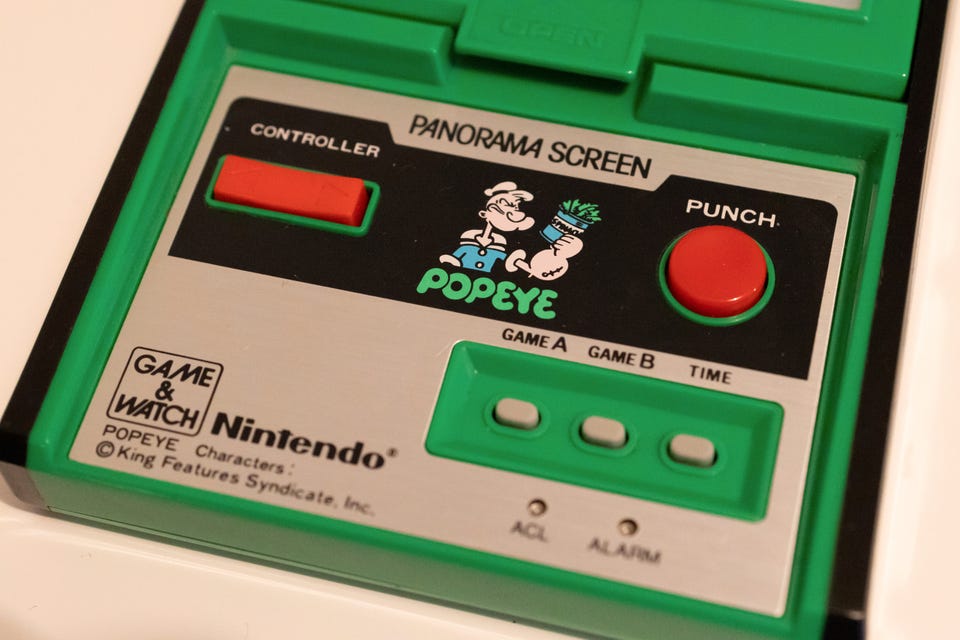 OPEN
PANORAMA SCREEN
CONTROLLER
PUNCH
POPEYE
GAME A GAME B TIME
GAME
&
WATCH
Nintendo®
POPEYE Characters:
©King Features Syndicate, Inc.
ACL ALARM